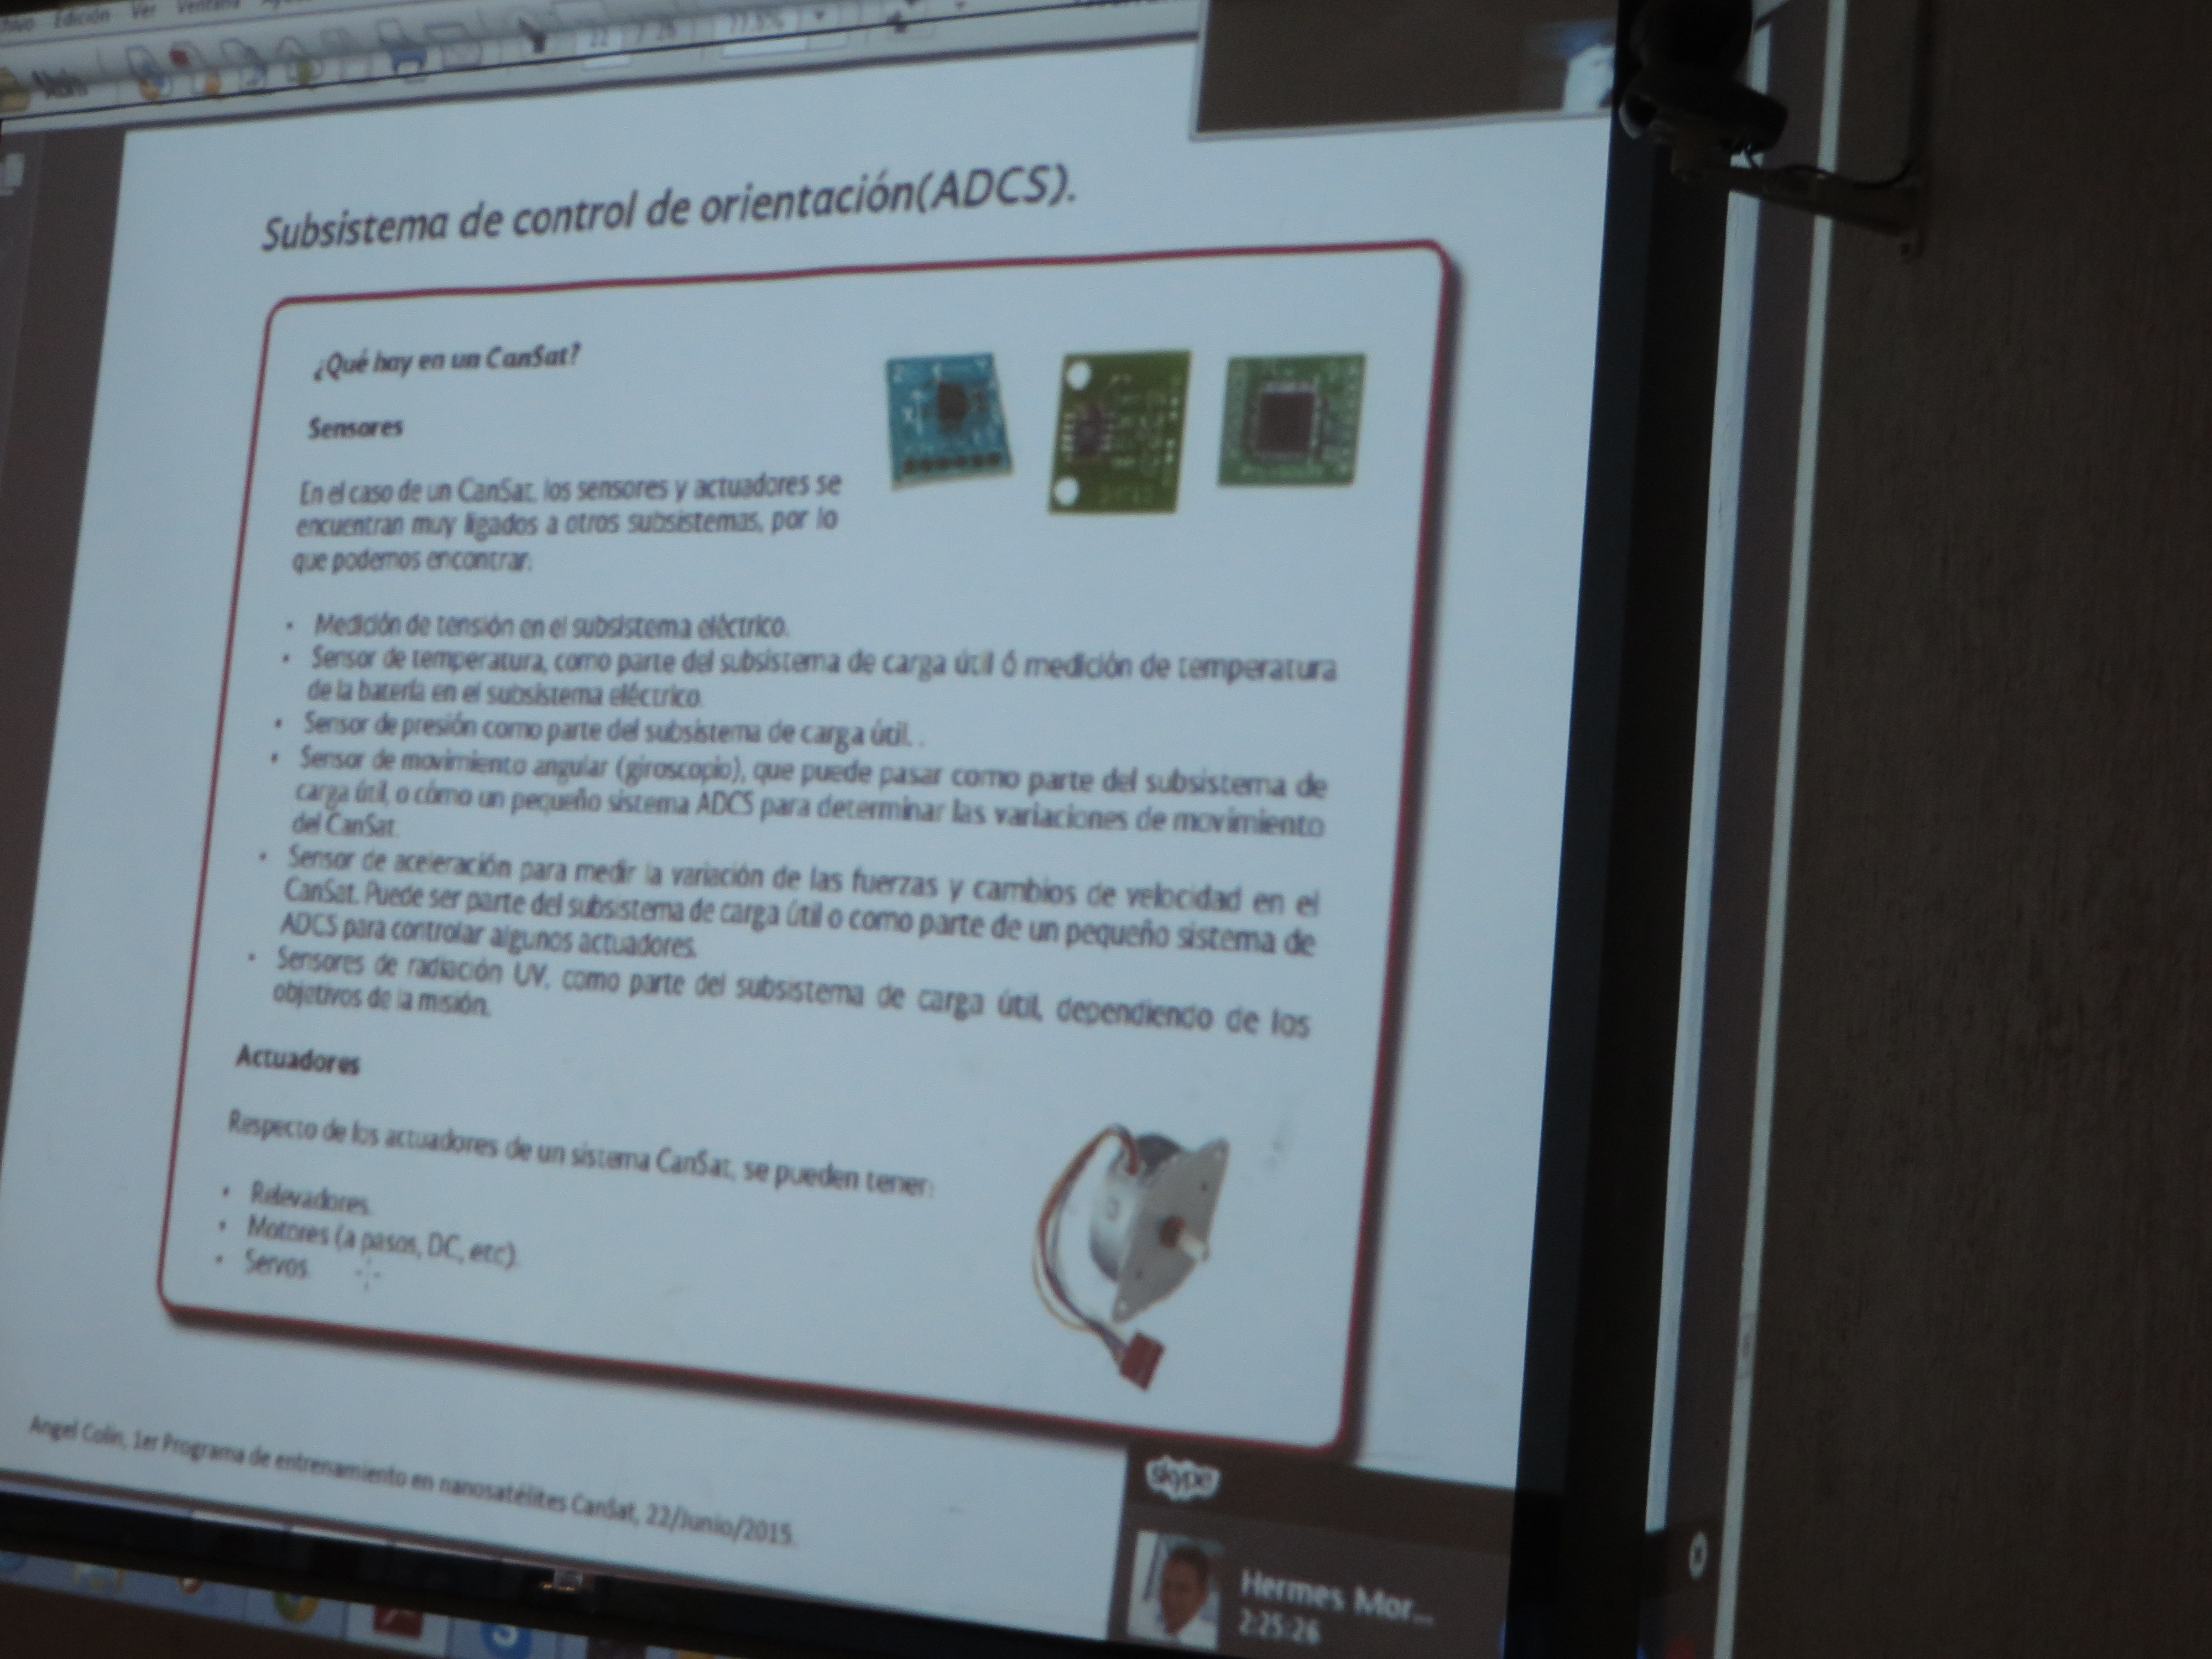 Edición Ver Ventana
Abrir
77,8%
Subsistema de control de orientación(ADCS).
¿Qué hay en un CanSat?
Sensores
En el caso de un CanSat, los sensores y actuadores se
encuentran muy ligados a otros subsistemas, por lo
que podemos encontrar:
• Medición de tensión en el subsistema eléctrico.
• Sensor de temperatura, como parte del subsistema de carga útil ó medición de temperatura
de la batería en el subsistema eléctrico.
• Sensor de presión como parte del subsistema de carga útil. .
• Sensor de movimiento angular (giroscopio), que puede pasar como parte del subsistema de
carga útil, o cómo un pequeño sistema ADCS para determinar las variaciones de movimiento
del CanSat.
• Sensor de aceleración para medir la variación de las fuerzas y cambios de velocidad en el
CanSat. Puede ser parte del subsistema de carga útil o como parte de un pequeño sistema de
ADCS para controlar algunos actuadores.
• Sensores de radiación UV, como parte del subsistema de carga útil, dependiendo de los
objetivos de la misión.
Actuadores
Respecto de los actuadores de un sistema CanSat, se pueden tener:
• Relevadores.
• Motores (a pasos, DC, etc).
• Servos.
Angel Colin, 1er Programa de entrenamiento en nanosatélites CanSat, 22/Junio/2015.
skype
Hermes Mor...
2:25:26